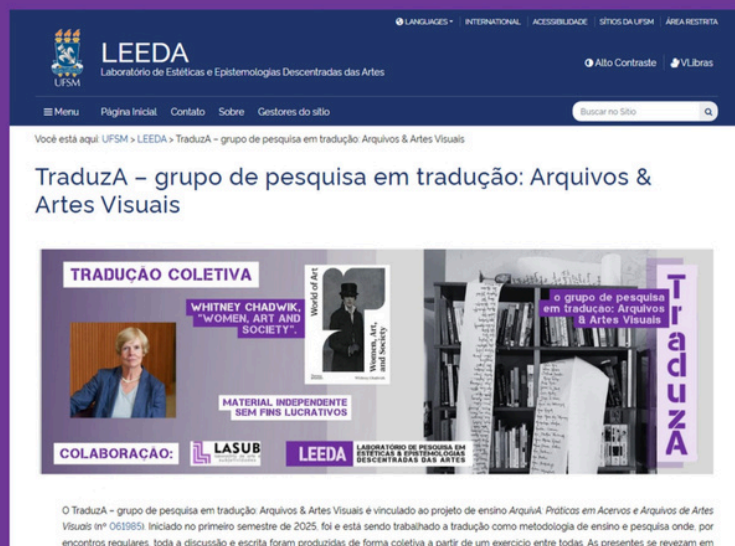 LANGUAGES INTERNATIONAL ACESSIBILIDADE SÍTIOS DA UFSM ÁREA RESTRITA
UFSM
LEEDA
Laboratório de Estéticas e Epistemologias Descentradas das Artes
Alto Contraste VLibras
Menu Página Inicial Contato Sobre Gestores do sítio
Buscar no Sítio
Você está aqui: UFSM > LEEDA > TraduzA – grupo de pesquisa em tradução: Arquivos & Artes Visuais
TraduzA – grupo de pesquisa em tradução: Arquivos &
Artes Visuais
TRADUÇÃO COLETIVA
WHITNEY CHADWIK,
"WOMEN, ART AND
SOCIETY".
World of Art
Women, Art,
and Society
Whitney Chadwick
MATERIAL INDEPENDENTE
SEM FINS LUCRATIVOS
COLABORAÇÃO:
LASUB
LEEDA
LABORATÓRIO DE PESQUISA EM
ESTÉTICAS & EPISTEMOLOGIAS
DESCENTRADAS DAS ARTES
o grupo de pesquisa
em tradução: Arquivos
& Artes Visuais
TraduzA
O TraduzA – grupo de pesquisa em tradução: Arquivos & Artes Visuais é vinculado ao projeto de ensino ArquivA: Práticas em Acervos e Arquivos de Artes
Visuais (nº 061985). Iniciado no primeiro semestre de 2025, foi e está sendo trabalhado a tradução como metodologia de ensino e pesquisa onde, por
encontros regulares, toda a discussão e escrita foram produzidas de forma coletiva a partir de um exercício entre todas. As presentes se revezam em